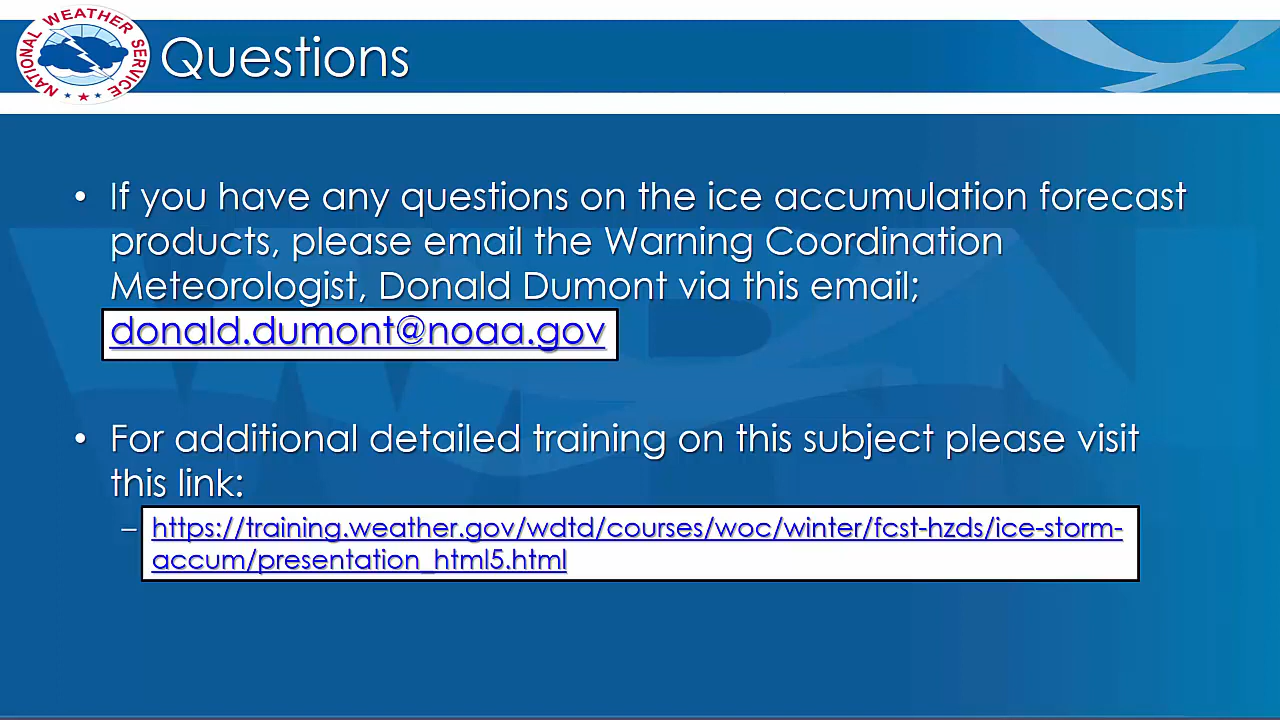 NATIONAL WEATHER SERVICE
Questions
• If you have any questions on the ice accumulation forecast
products, please email the Warning Coordination
Meteorologist, Donald Dumont via this email;
donald.dumont@noaa.gov
• For additional detailed training on this subject please visit
this link:
– https://training.weather.gov/wdtd/courses/woc/winter/fcst-hzds/ice-storm-
accum/presentation_html5.html
WRN